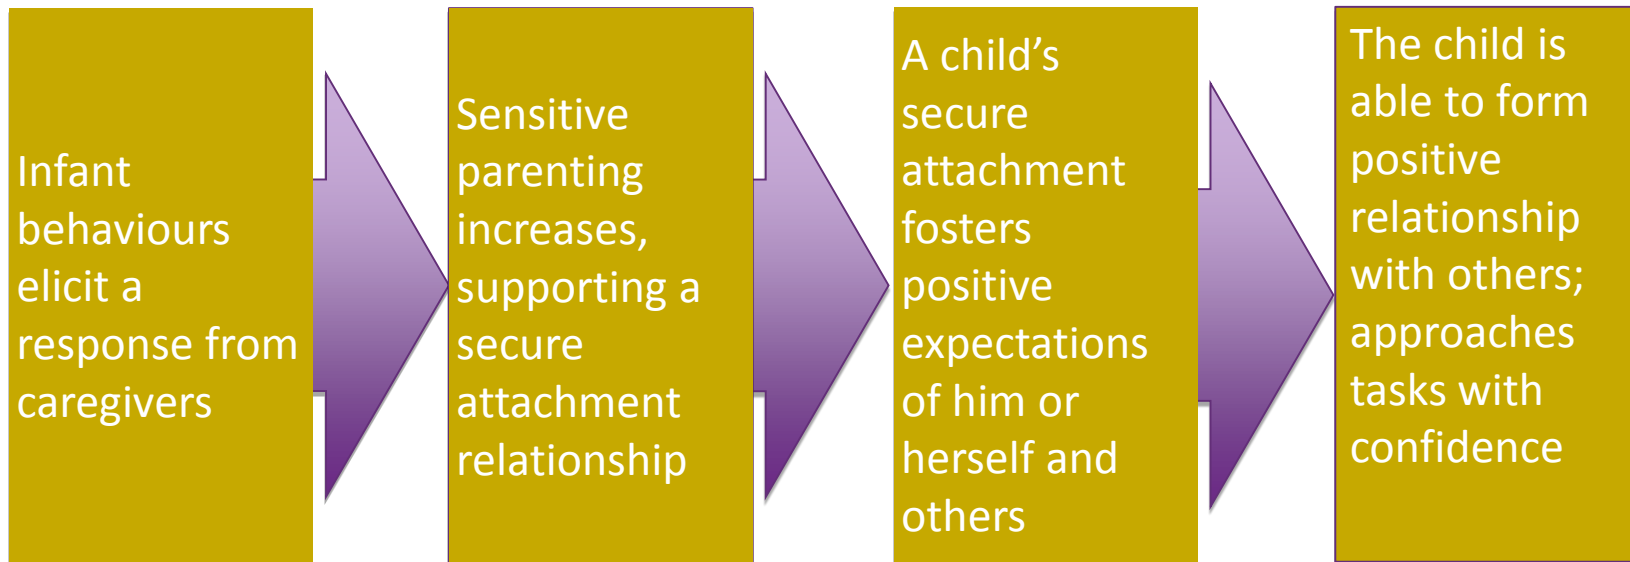 Infant
behaviours
elicit a
response from
caregivers
Sensitive
parenting
increases,
supporting a
secure
attachment
relationship
A child’s
secure
attachment
fosters
positive
expectations
of him or
herself and
others
The child is
able to form
positive
relationship
with others;
approaches
tasks with
confidence